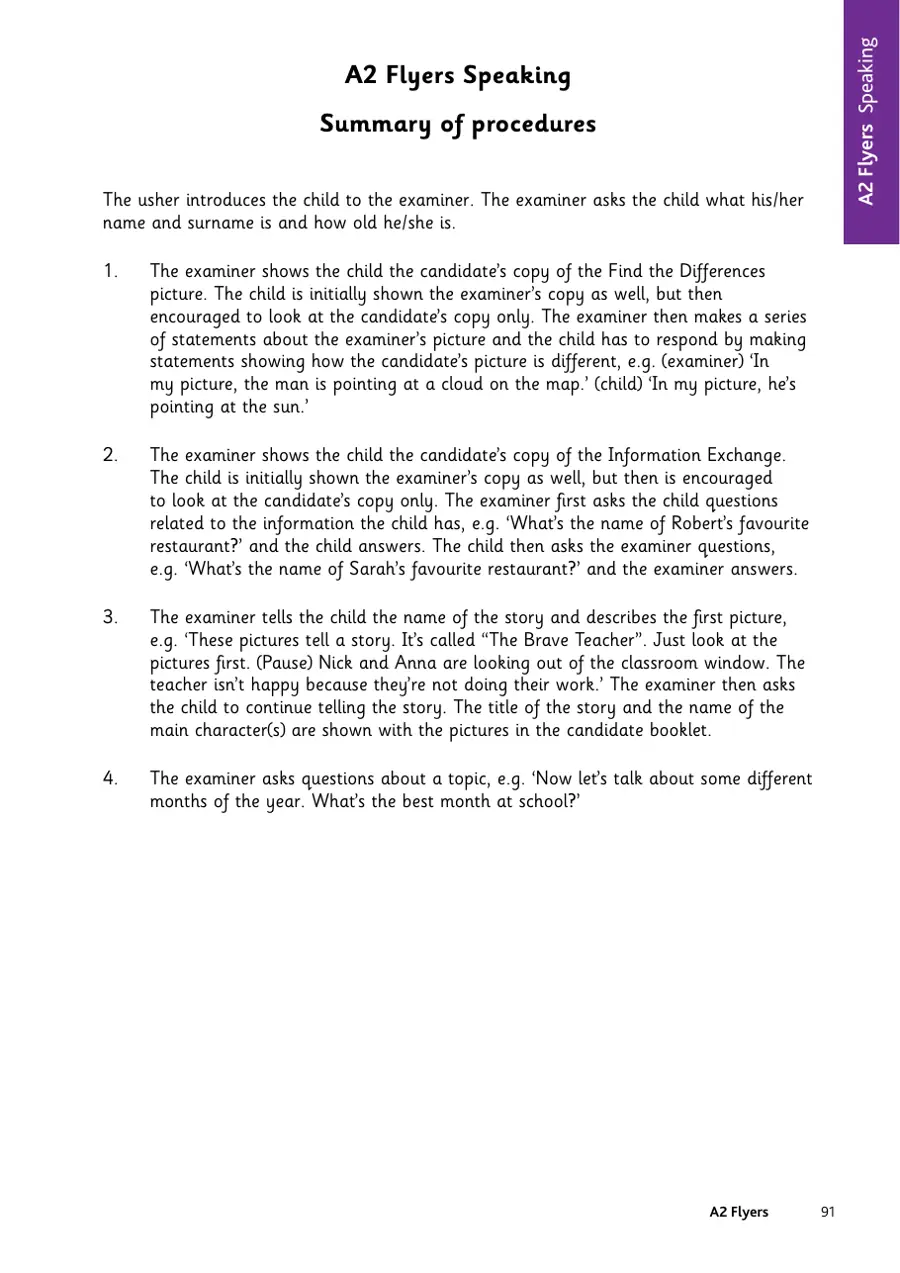 A2 Flyers Speaking
Summary of procedures
A2 Flyers Speaking
The usher introduces the child to the examiner. The examiner asks the child what his/her
name and surname is and how old he/she is.
1. The examiner shows the child the candidate’s copy of the Find the Differences
picture. The child is initially shown the examiner’s copy as well, but then
encouraged to look at the candidate’s copy only. The examiner then makes a series
of statements about the examiner’s picture and the child has to respond by making
statements showing how the candidate’s picture is different, e.g. (examiner) ‘In
my picture, the man is pointing at a cloud on the map.’ (child) ‘In my picture, he’s
pointing at the sun.’
2. The examiner shows the child the candidate’s copy of the Information Exchange.
The child is initially shown the examiner’s copy as well, but then is encouraged
to look at the candidate’s copy only. The examiner first asks the child questions
related to the information the child has, e.g. ‘What’s the name of Robert’s favourite
restaurant?’ and the child answers. The child then asks the examiner questions,
e.g. ‘What’s the name of Sarah’s favourite restaurant?’ and the examiner answers.
3. The examiner tells the child the name of the story and describes the first picture,
e.g. ‘These pictures tell a story. It’s called “The Brave Teacher”. Just look at the
pictures first. (Pause) Nick and Anna are looking out of the classroom window. The
teacher isn’t happy because they’re not doing their work.’ The examiner then asks
the child to continue telling the story. The title of the story and the name of the
main character(s) are shown with the pictures in the candidate booklet.
4. The examiner asks questions about a topic, e.g. ‘Now let’s talk about some different
months of the year. What’s the best month at school?’
A2 Flyers 91